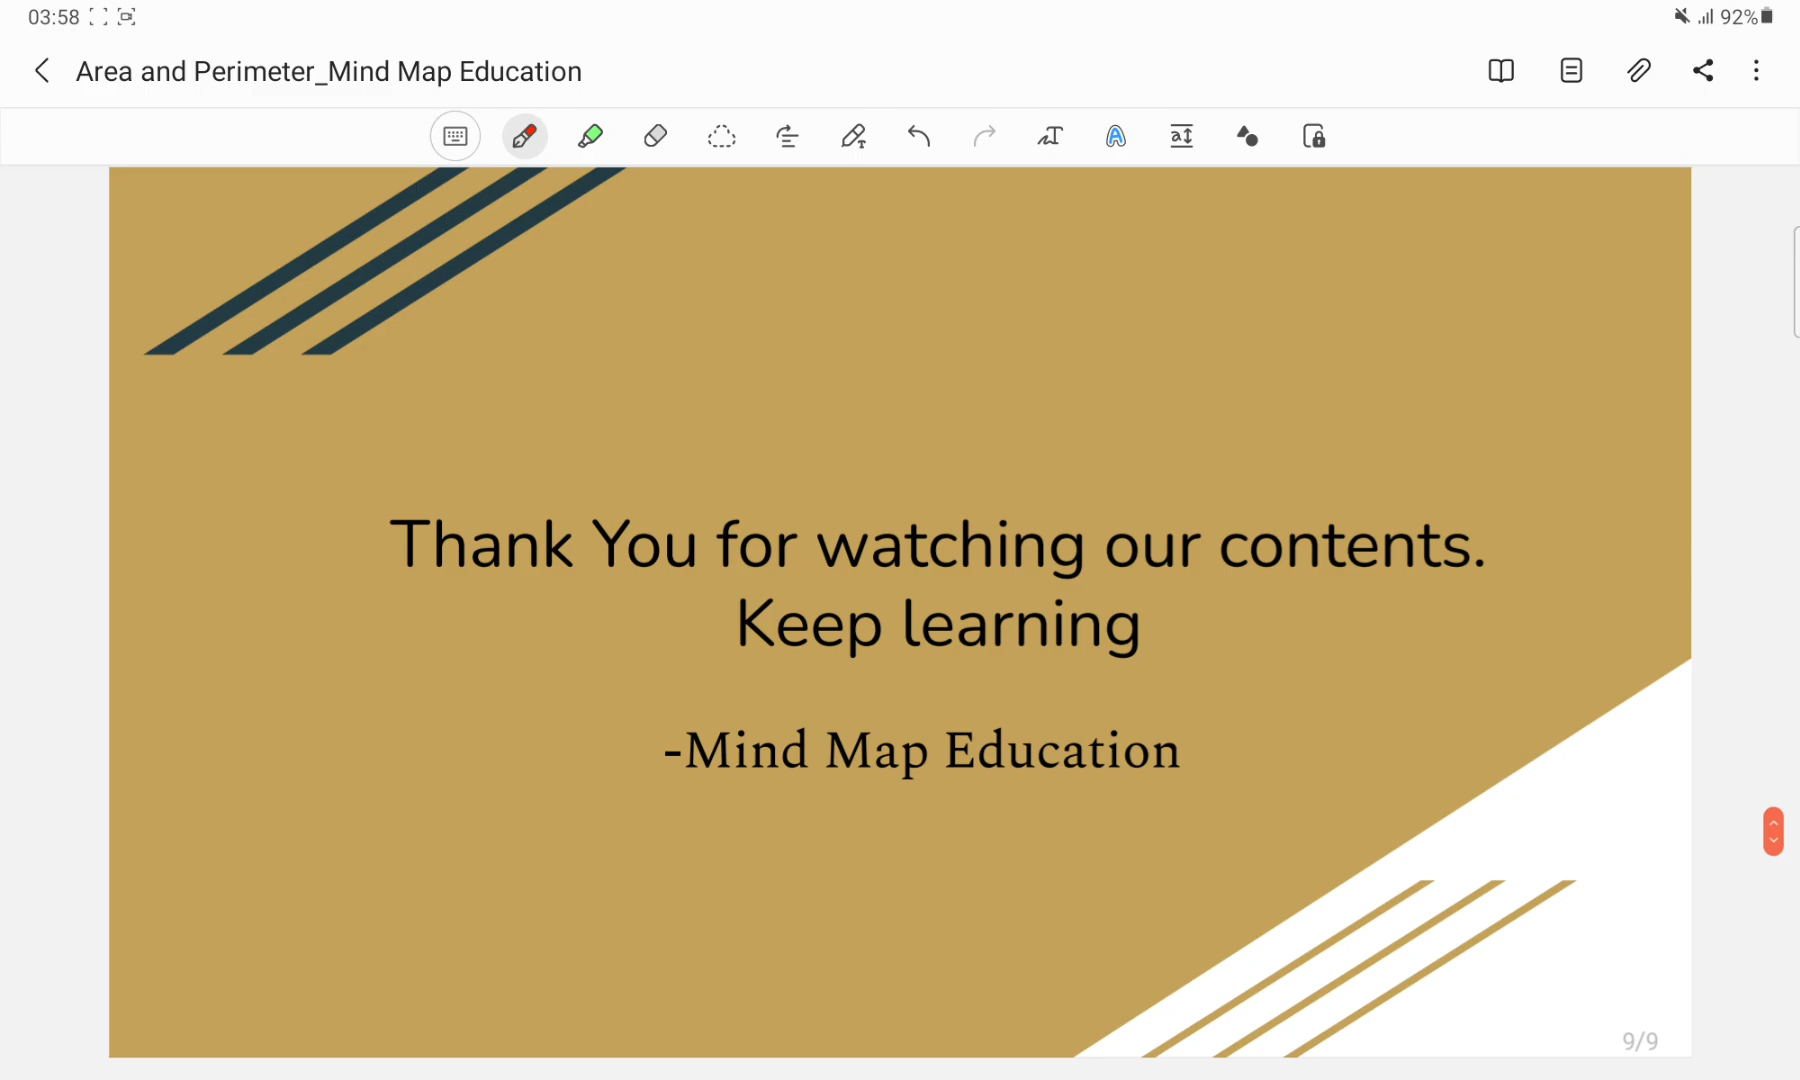 03:58
92%
Area and Perimeter_Mind Map Education
Thank You for watching our contents.
Keep learning
-Mind Map Education
9/9